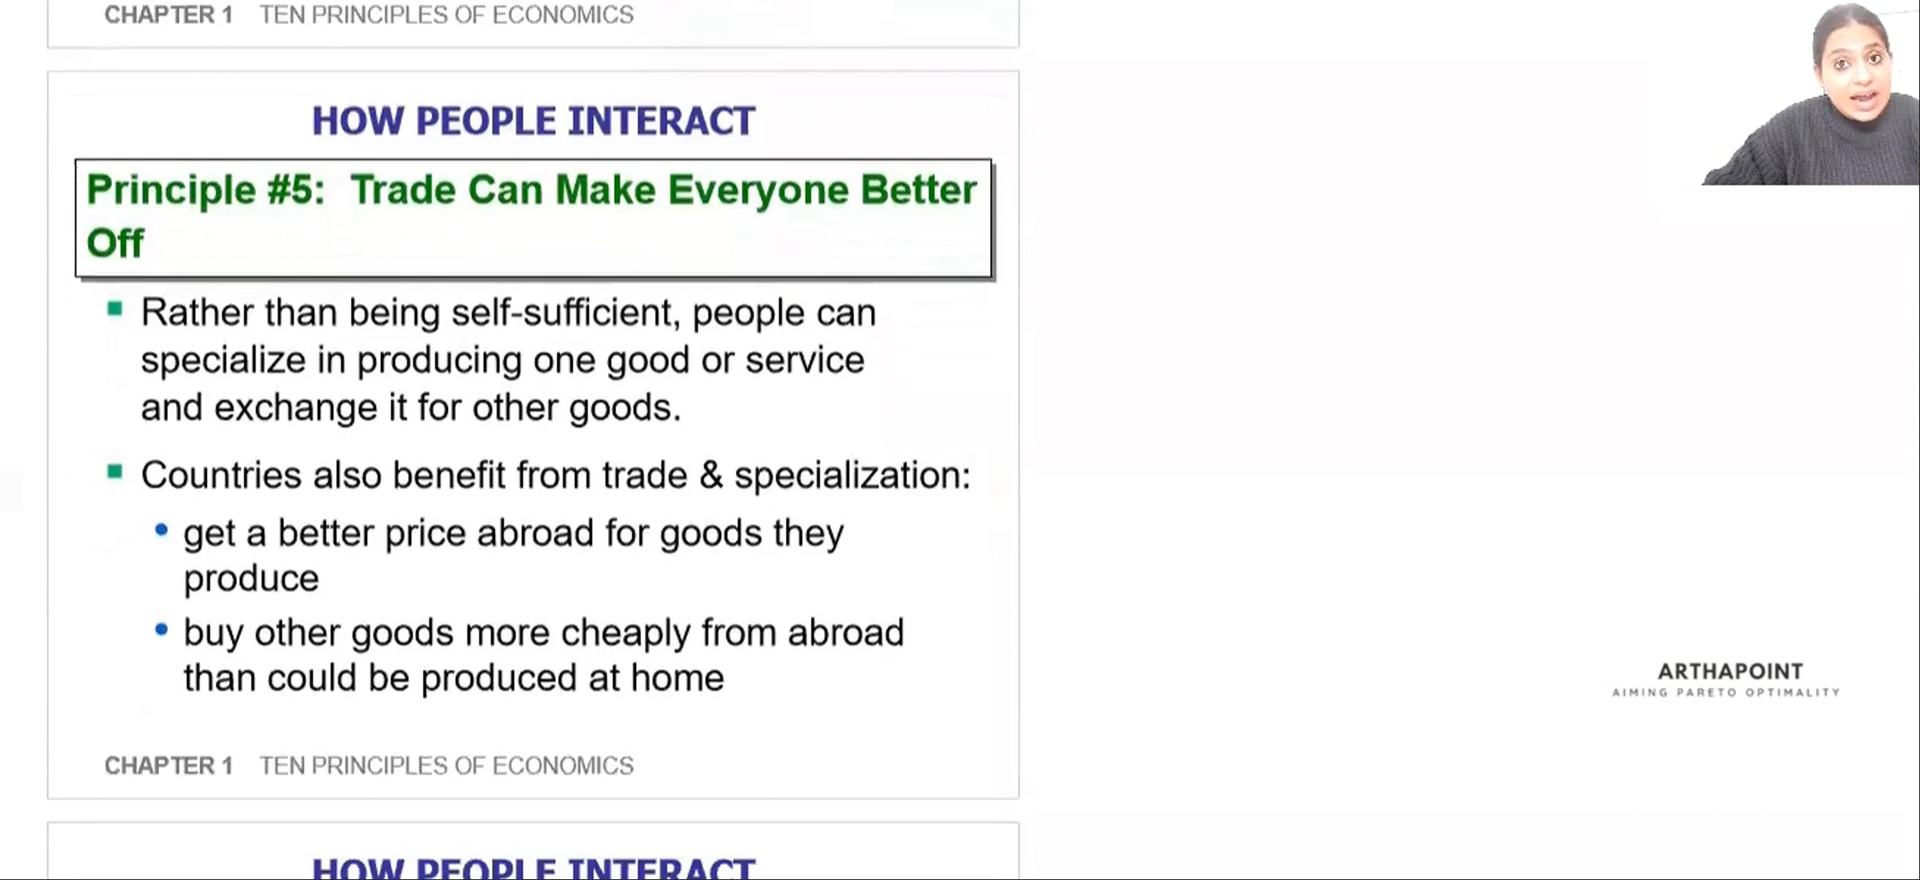 CHAPTER 1 TEN PRINCIPLES OF ECONOMICS
HOW PEOPLE INTERACT
Principle #5: Trade Can Make Everyone Better
Off
Rather than being self-sufficient, people can
specialize in producing one good or service
and exchange it for other goods.
Countries also benefit from trade & specialization:
get a better price abroad for goods they
produce
buy other goods more cheaply from abroad
than could be produced at home
CHAPTER 1 TEN PRINCIPLES OF ECONOMICS
HOW PEOPLE INTERACT
ARTHAPOINT
AIMING PARETO OPTIMALITY